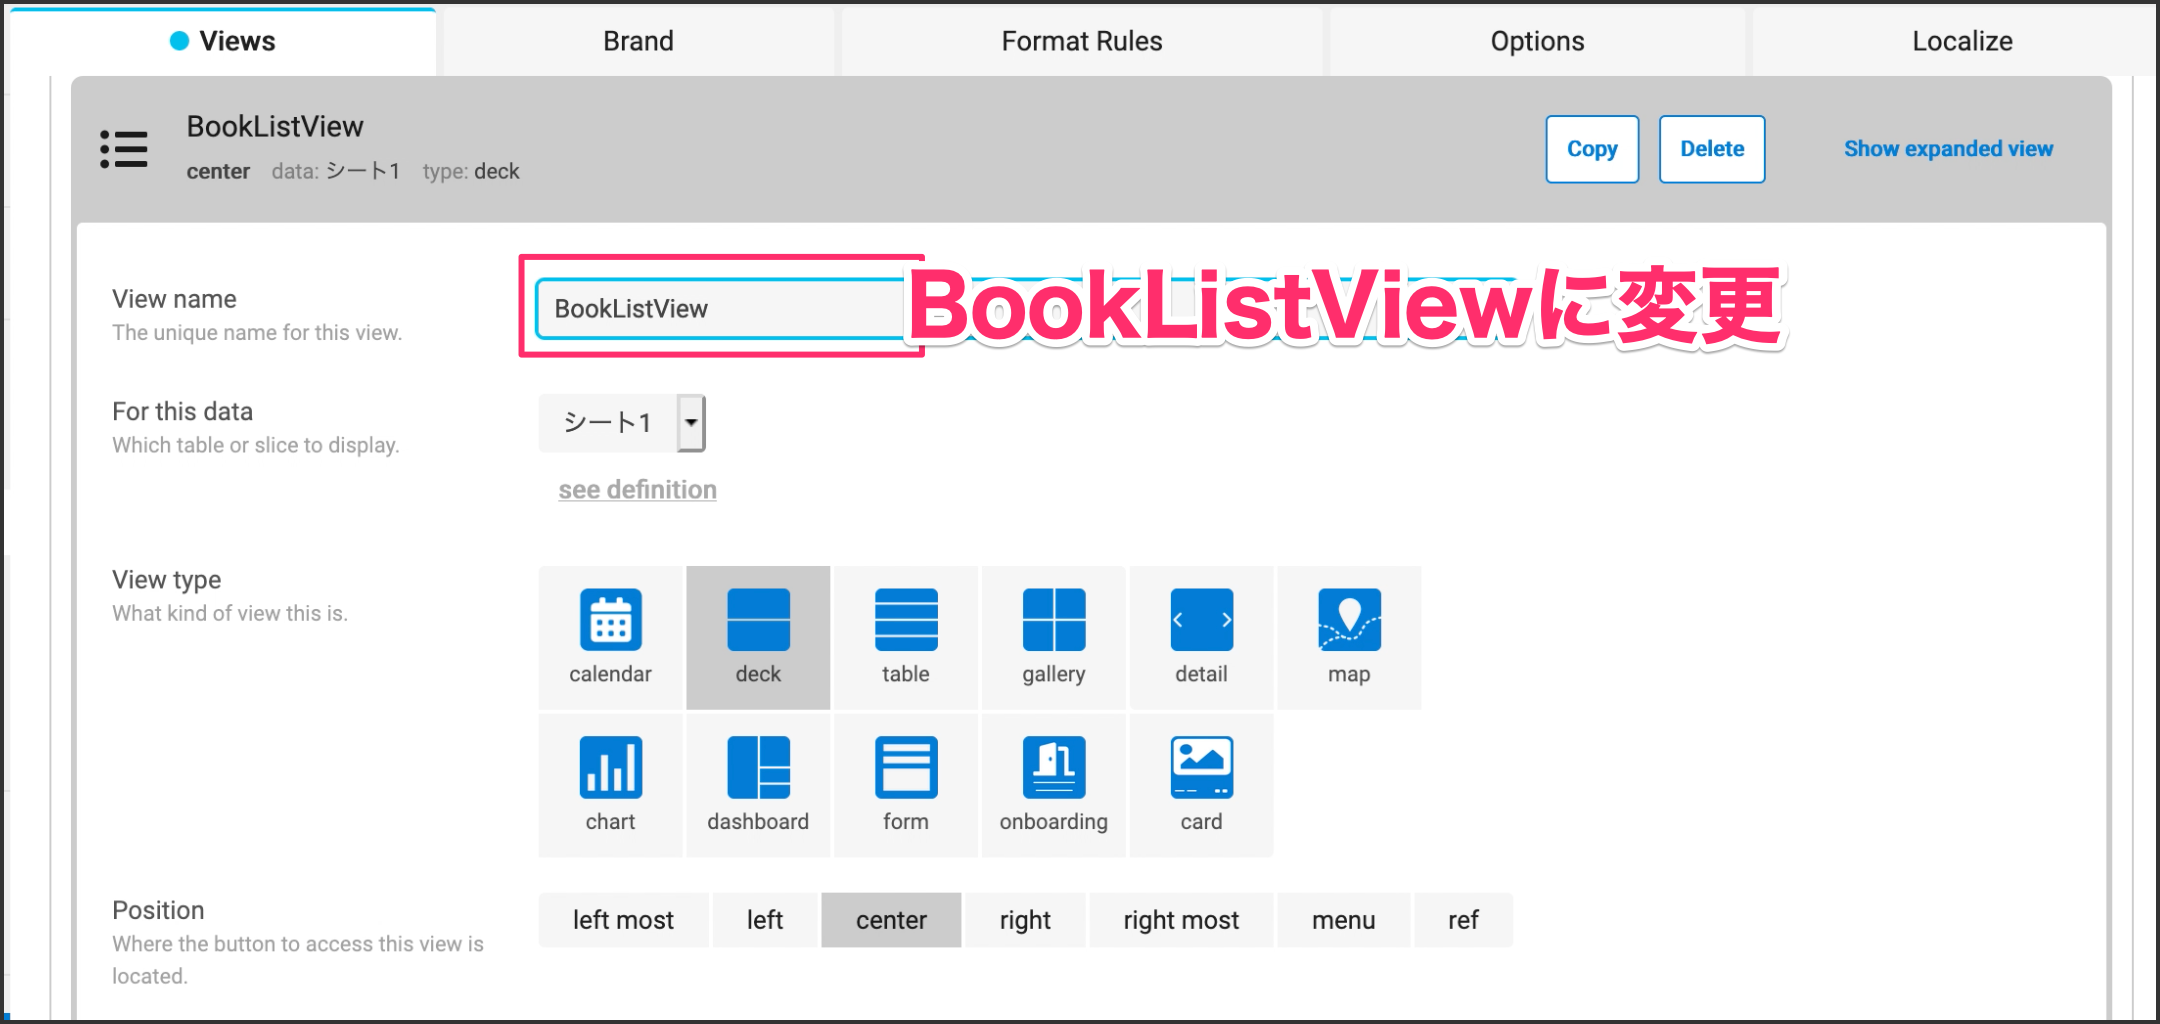 Views Brand Format Rules Options Localize
BookListView
center data: シート1 type: deck
Copy Delete Show expanded view
View name
The unique name for this view.
BookListView
BookListViewに変更
For this data
Which table or slice to display.
シート1
see definition
View type
What kind of view this is.
calendar deck table gallery detail map
chart dashboard form onboarding card
Position
Where the button to access this view is
located.
left most left center right right most menu ref